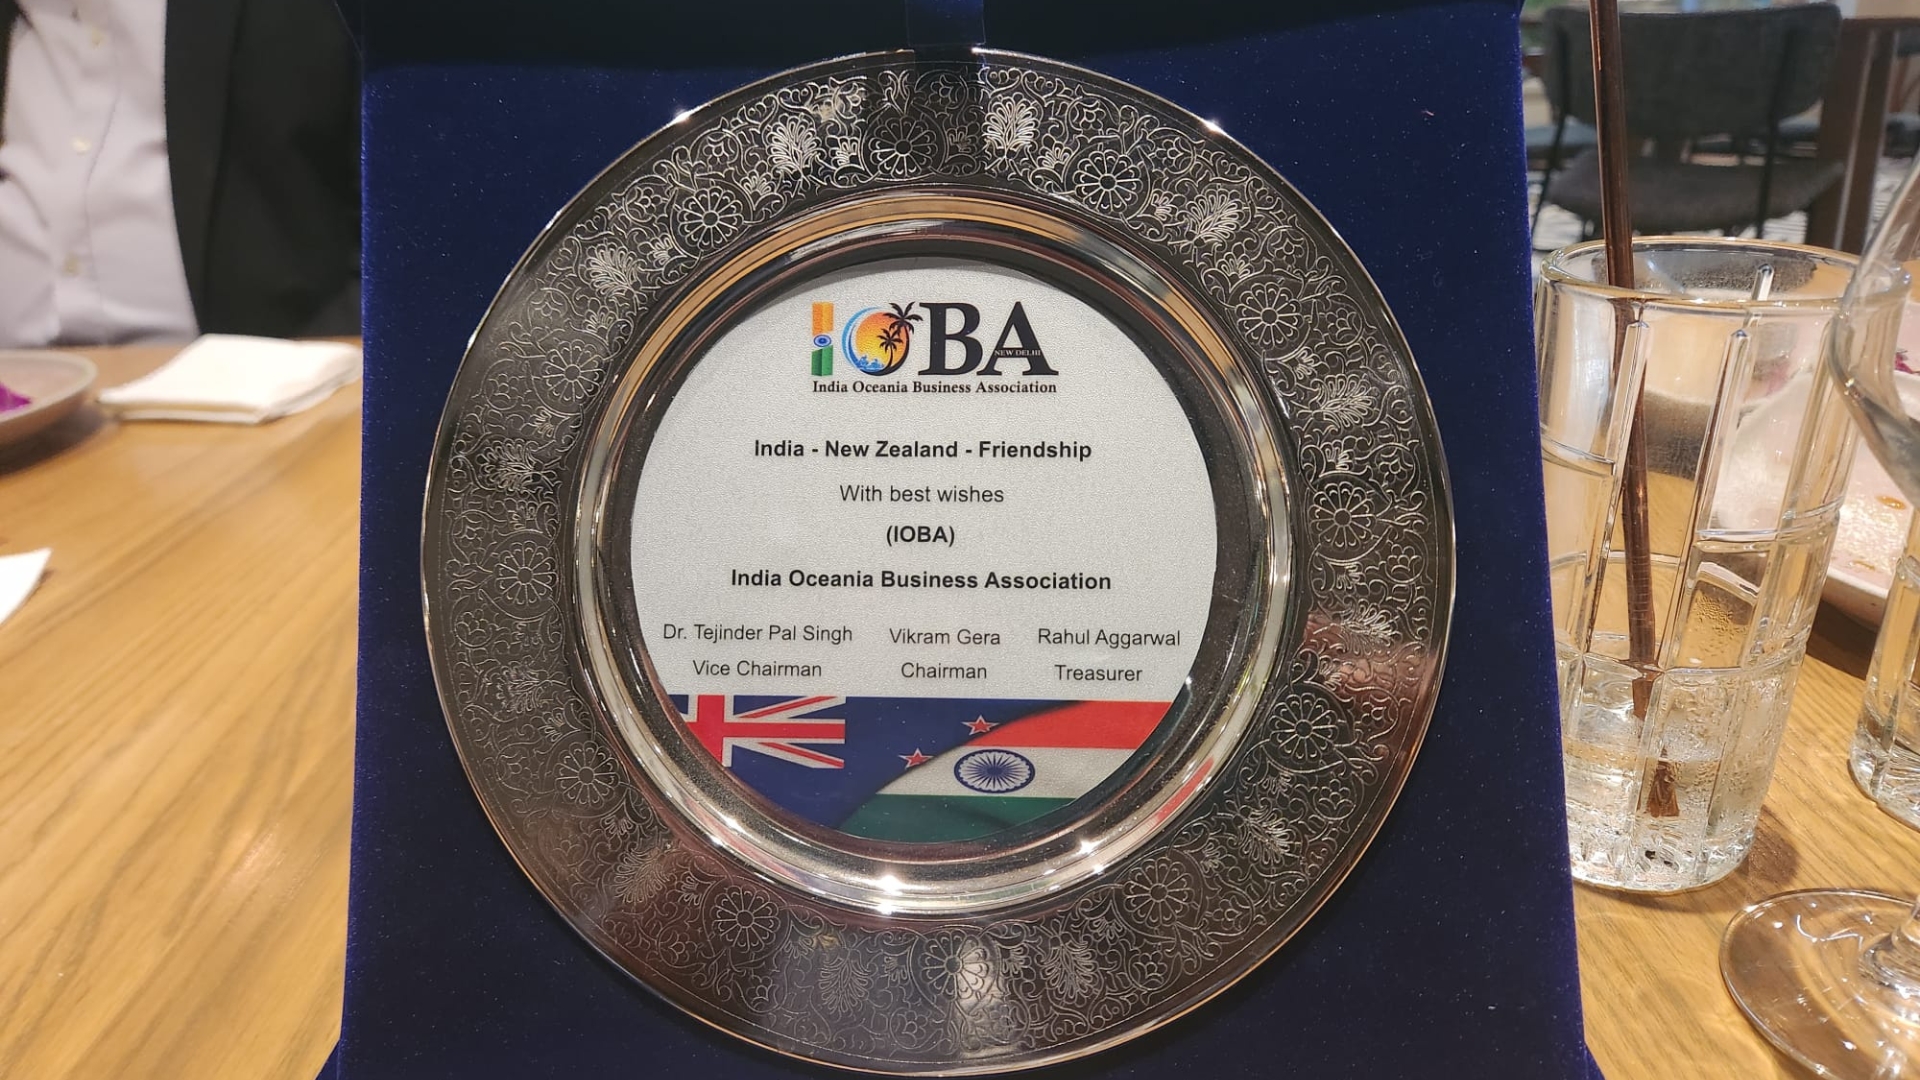 IOBA
NEW DELHI
India Oceania Business Association
India - New Zealand - Friendship
With best wishes
(IOBA)
India Oceania Business Association
Dr. Tejinder Pal Singh Vikram Gera Rahul Aggarwal
Vice Chairman Chairman Treasurer